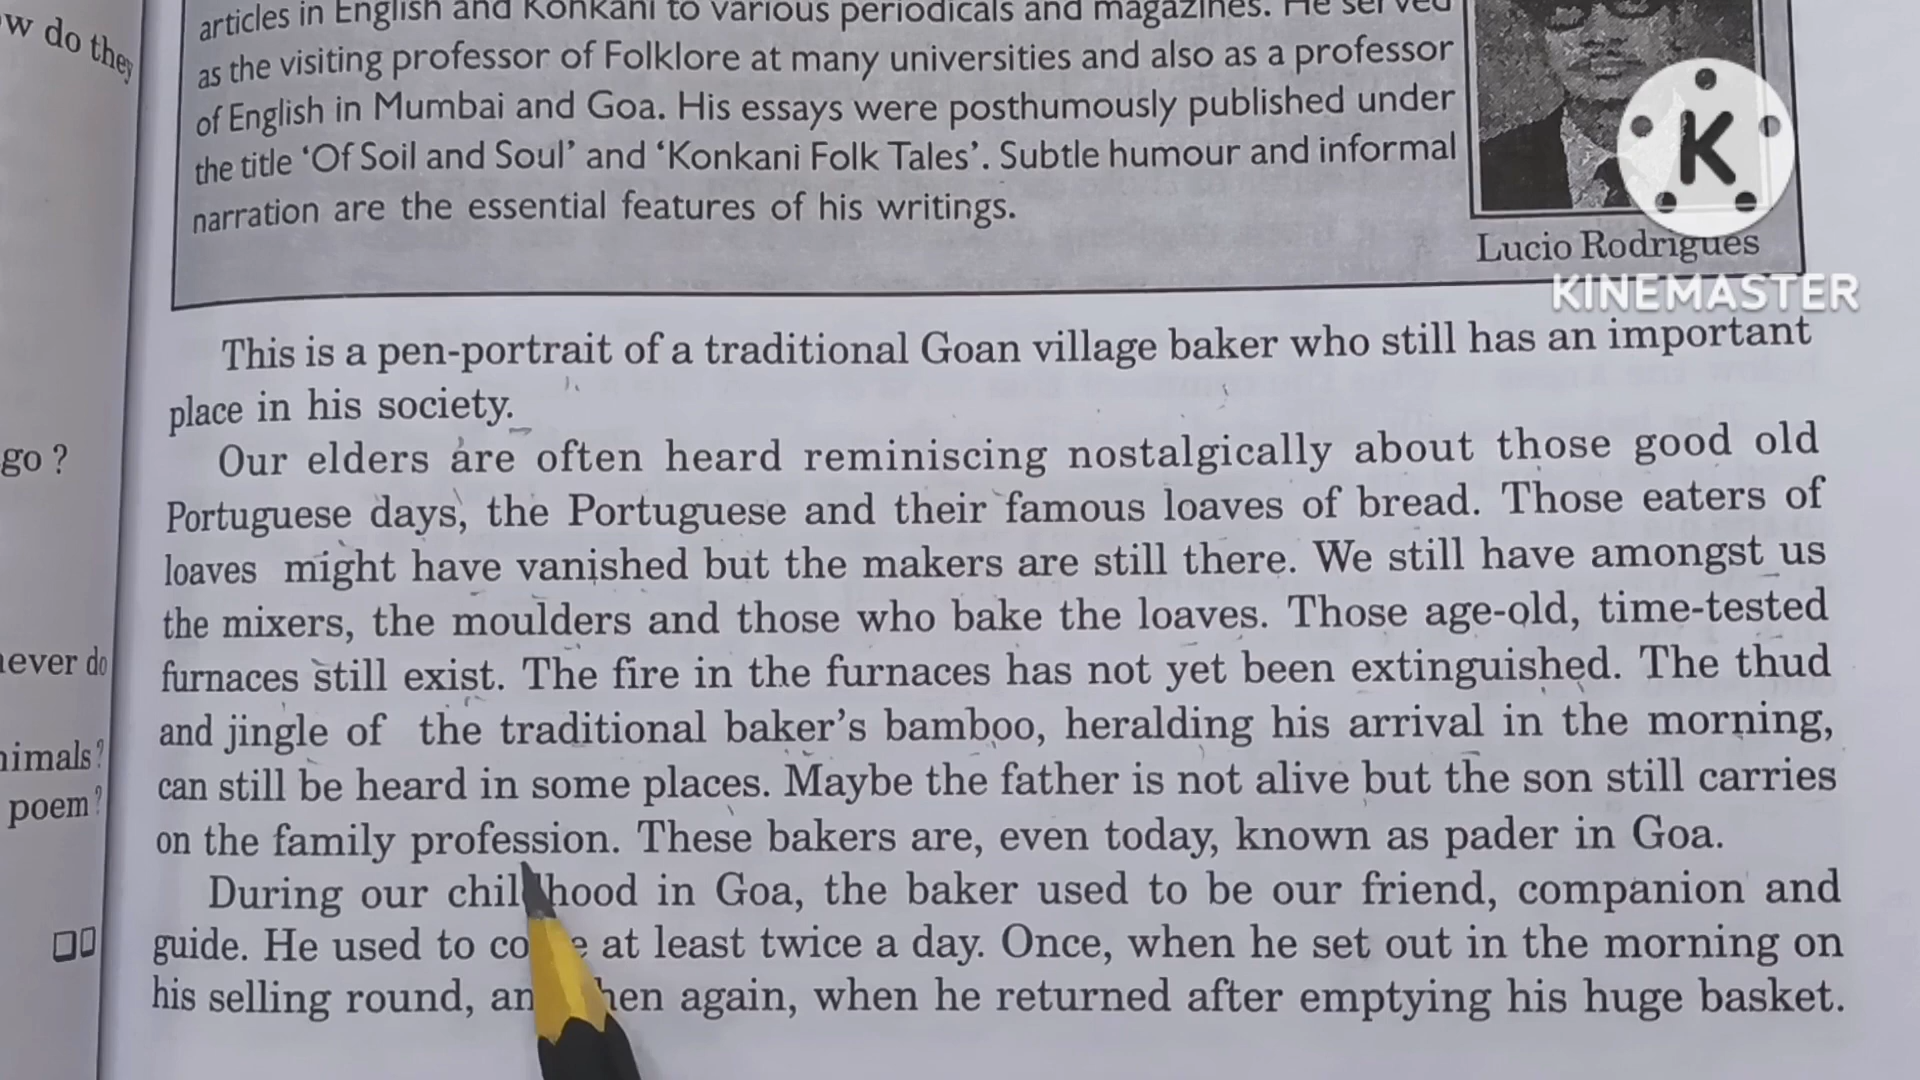 w do they
articles in English and Konkani to various periodicals and magazines. He served
as the visiting professor of Folklore at many universities and also as a professor
of English in Mumbai and Goa. His essays were posthumously published under
the title ‘Of Soil and Soul’ and ‘Konkani Folk Tales’. Subtle humour and informal
narration are the essential features of his writings.
K
Lucio Rodrigues
KINEMASTER
This is a pen-portrait of a traditional Goan village baker who still has an important
place in his society.
Our elders are often heard reminiscing nostalgically about those good old
go ?
Portuguese days, the Portuguese and their famous loaves of bread. Those eaters of
loaves might have vanished but the makers are still there. We still have amongst us
the mixers, the moulders and those who bake the loaves. Those age-old, time-tested
never do
furnaces still exist. The fire in the furnaces has not yet been extinguished. The thud
and jingle of the traditional baker’s bamboo, heralding his arrival in the morning,
nimals?
can still be heard in some places. Maybe the father is not alive but the son still carries
poem?
on the family profession. These bakers are, even today, known as pader in Goa.
During our childhood in Goa, the baker used to be our friend, companion and
guide. He used to come at least twice a day. Once, when he set out in the morning on
his selling round, and then again, when he returned after emptying his huge basket.